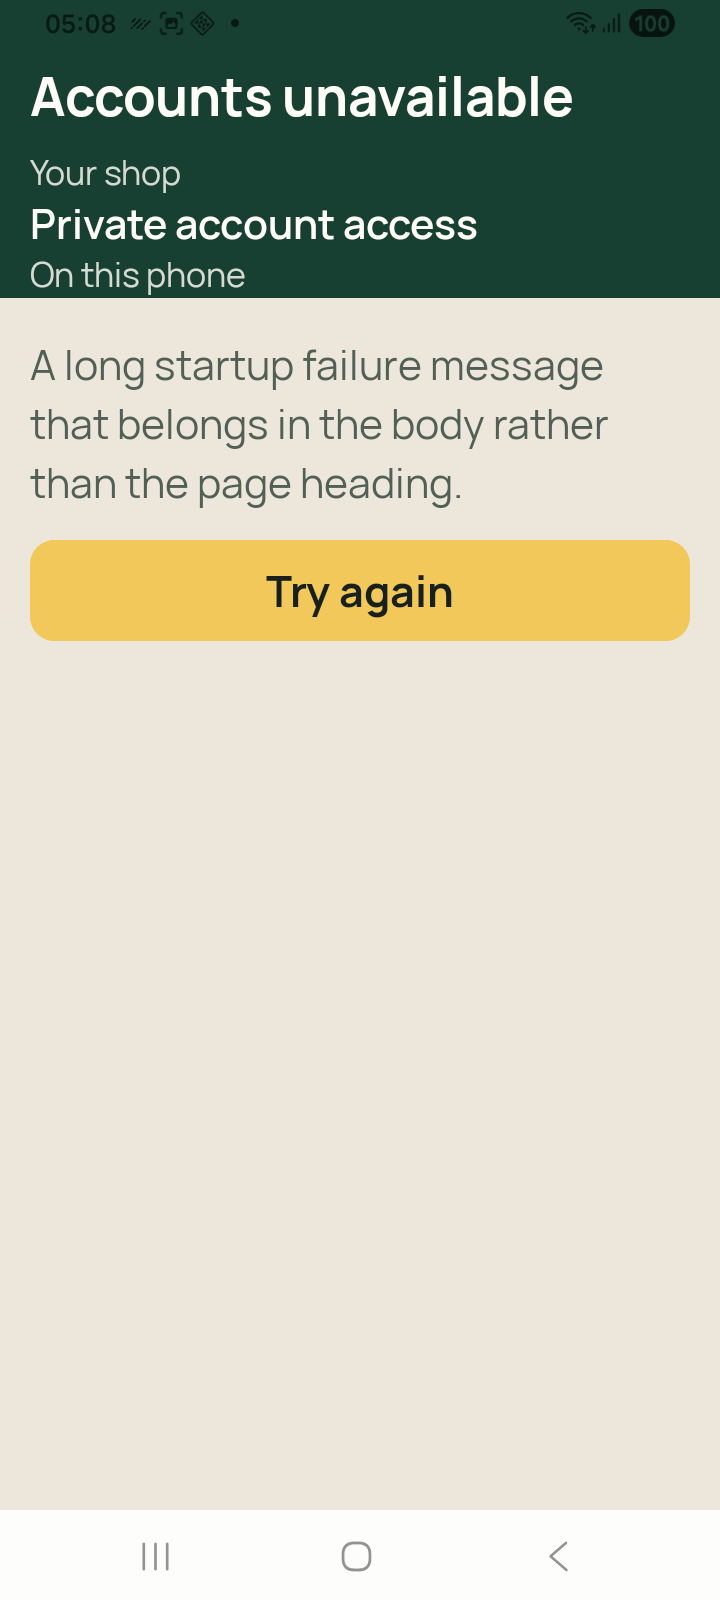 05:08
100
Accounts unavailable
Your shop
Private account access
On this phone
A long startup failure message
that belongs in the body rather
than the page heading.
Try again